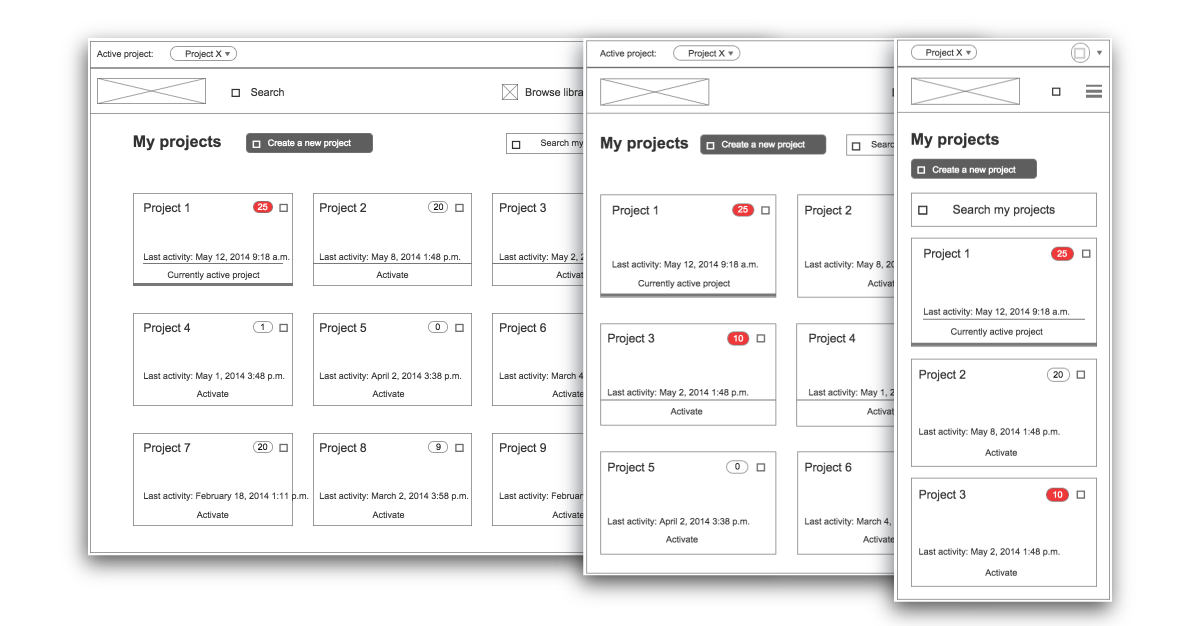 Active project: Project X ▾
Search
Browse libra
My projects
Create a new project
Search my
Project 1 25
Last activity: May 12, 2014 9:18 a.m.
Currently active project
Project 2 20
Last activity: May 8, 2014 1:48 p.m.
Activate
Project 3
Last activity: May 2, 2
Activat
Project 4 1
Last activity: May 1, 2014 3:48 p.m.
Activate
Project 5 0
Last activity: April 2, 2014 3:38 p.m.
Activate
Project 6
Last activity: March 4
Activate
Project 7 20
Last activity: February 18, 2014 1:11 p.m.
Activate
Project 8 9
Last activity: March 2, 2014 3:58 p.m.
Activate
Project 9
Last activity: Februar
Activate
Active project: Project X ▾
My projects
Create a new project
Searc
Project 1 25
Last activity: May 12, 2014 9:18 a.m.
Currently active project
Project 2
Last activity: May 8, 20
Activat
Project 3 10
Last activity: May 2, 2014 1:48 p.m.
Activate
Project 4
Last activity: May 1, 2
Activat
Project 5 0
Last activity: April 2, 2014 3:38 p.m.
Activate
Project 6
Last activity: March 4,
Activate
Project X ▾
My projects
Create a new project
Search my projects
Project 1 25
Last activity: May 12, 2014 9:18 a.m.
Currently active project
Project 2 20
Last activity: May 8, 2014 1:48 p.m.
Activate
Project 3 10
Last activity: May 2, 2014 1:48 p.m.
Activate